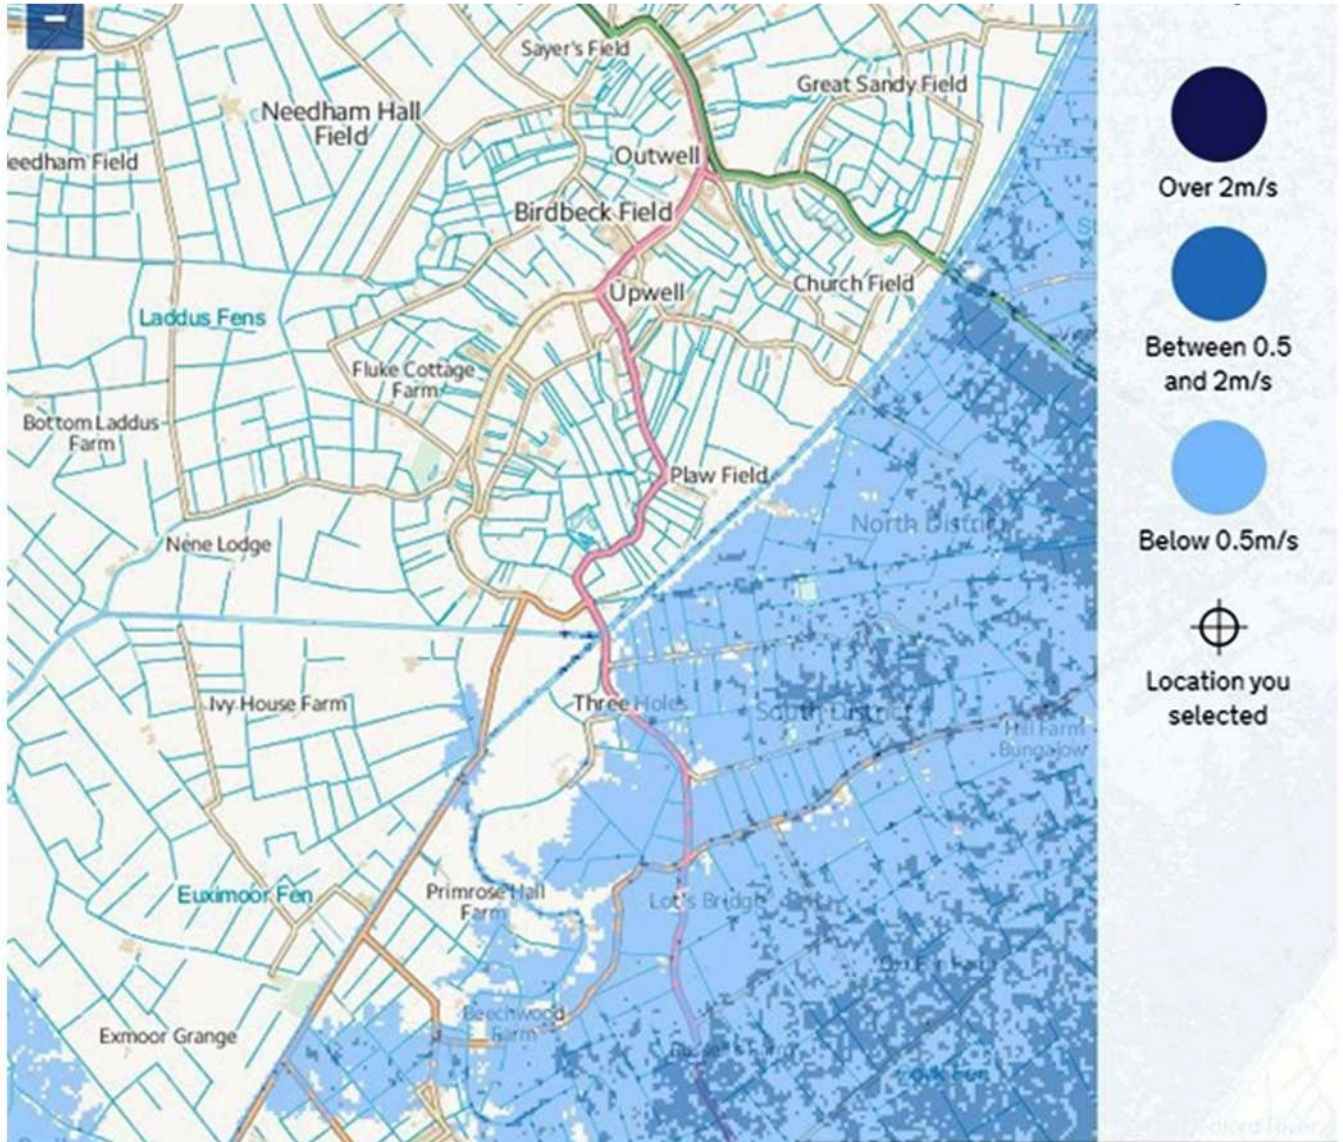 Sayer's Field
Great Sandy Field
Needham Hall
Field
eedham Field
Outwell
Birdbeck Field
Upwell
Church Field
Laddus Fens
Fluke Cottage
Farm
Bottom Laddus
Farm
Plaw Field
North District
Nene Lodge
Ivy House Farm
Three Holes
South District
Hill Farm
Bungalow
Euximoor Fen
Primrose Hall
Farm
Lot's Bridge
Beechwood
Farm
Exmoor Grange
Over 2m/s
Between 0.5
and 2m/s
Below 0.5m/s
Location you
selected